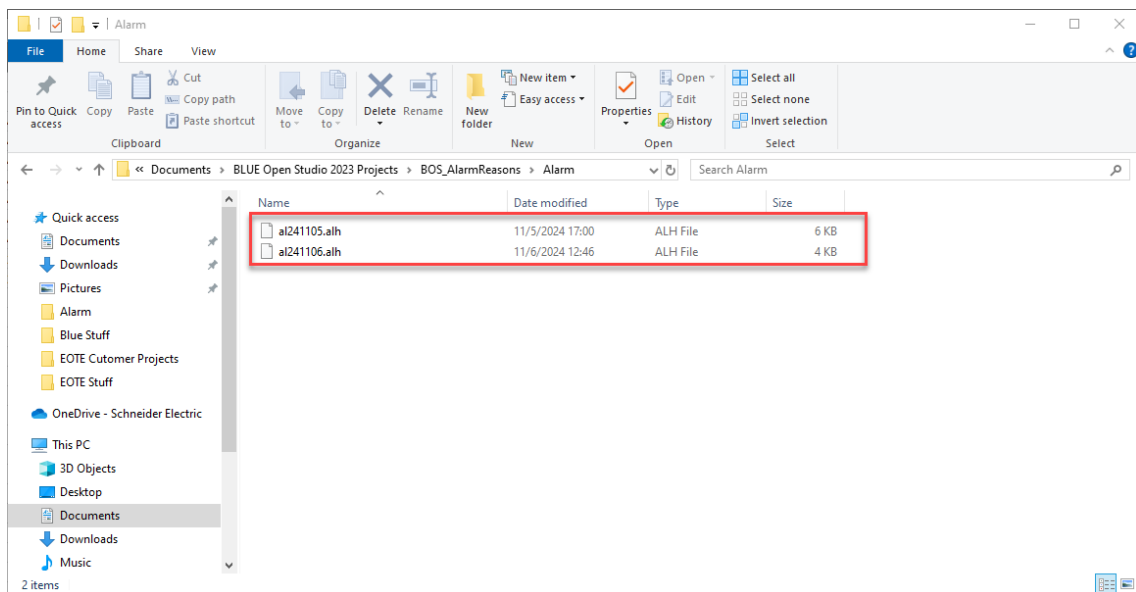 Alarm
File Home Share View
Pin to Quick access
Copy
Paste
Cut
Copy path
Paste shortcut
Clipboard
Move to
Copy to
Delete
Rename
Organize
New folder
New item
Easy access
New
Properties
Open
Edit
History
Open
Select all
Select none
Invert selection
Select
« Documents > BLUE Open Studio 2023 Projects > BOS_AlarmReasons > Alarm
Search Alarm
Quick access
Documents
Downloads
Pictures
Alarm
Blue Stuff
EOTE Cutomer Projects
EOTE Stuff
OneDrive - Schneider Electric
This PC
3D Objects
Desktop
Documents
Downloads
Music
Name Date modified Type Size
al241105.alh 11/5/2024 17:00 ALH File 6 KB
al241106.alh 11/6/2024 12:46 ALH File 4 KB
2 items